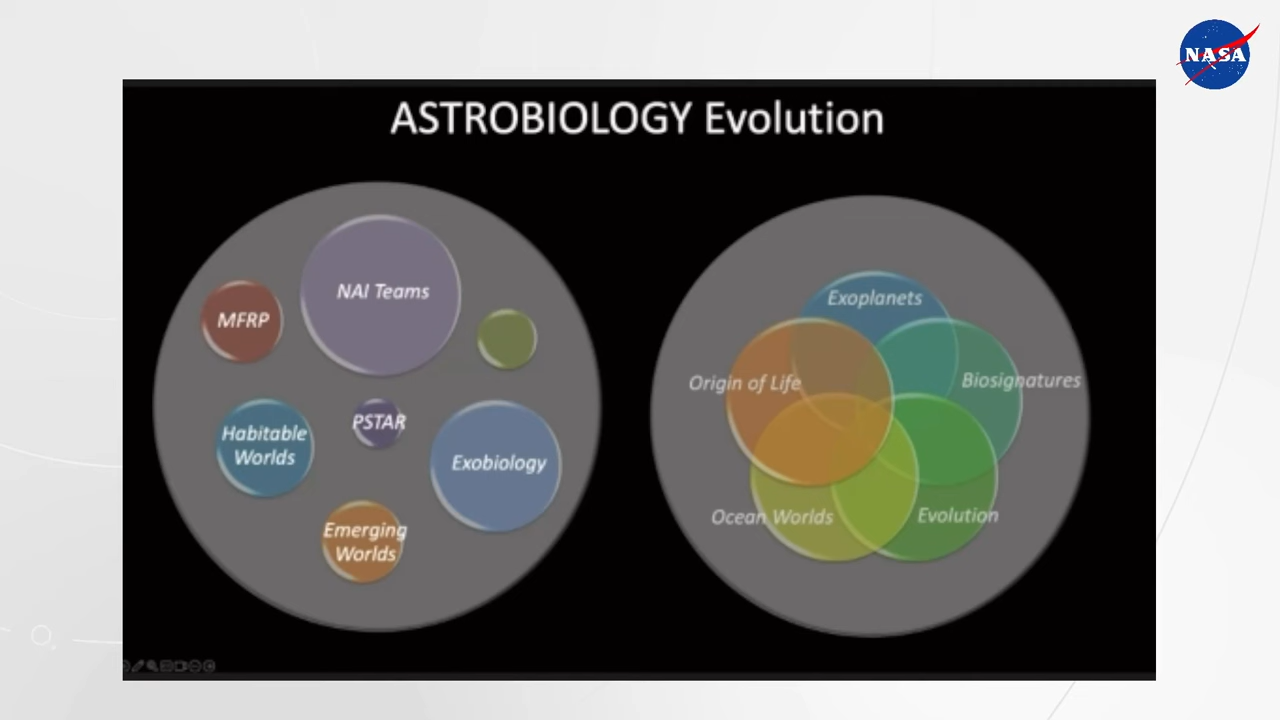 NASA
ASTROBIOLOGY Evolution
NAI Teams
MFRP
PSTAR
Habitable
Worlds
Exobiology
Emerging
Worlds
Exoplanets
Origin of Life
Biosignatures
Ocean Worlds
Evolution